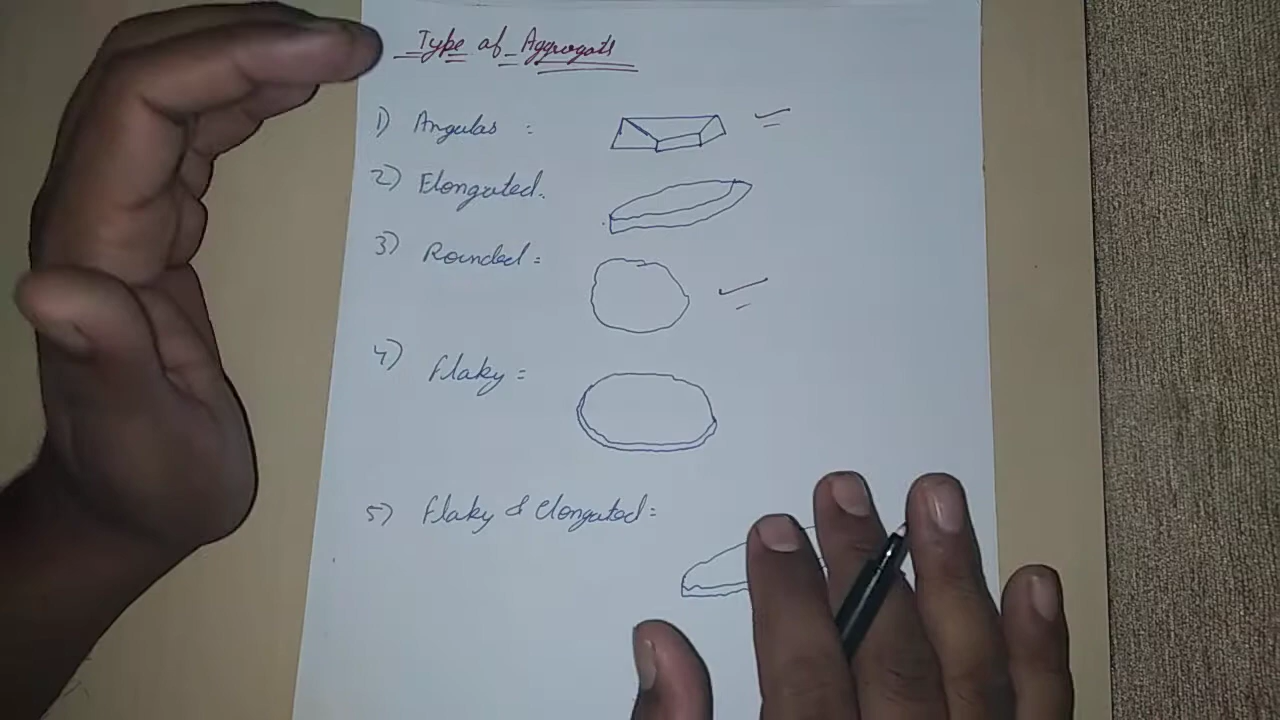 Type of Aggregate
1) Angular :
2) Elongated.
3) Rounded =
4) Flaky =
5) Flaky & Elongated =